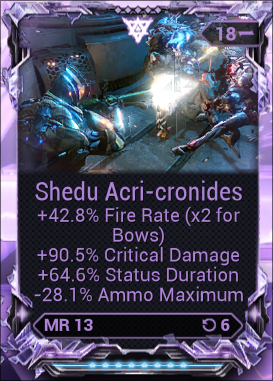 18
Shedu Acri-cronides
+42.8% Fire Rate (x2 for
Bows)
+90.5% Critical Damage
+64.6% Status Duration
-28.1% Ammo Maximum
MR 13
6